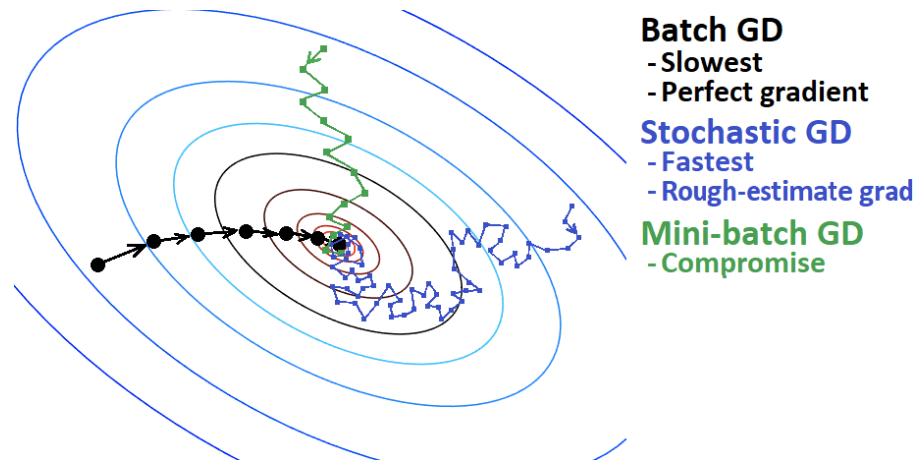 Batch GD
- Slowest
- Perfect gradient
Stochastic GD
- Fastest
- Rough-estimate grad
Mini-batch GD
- Compromise